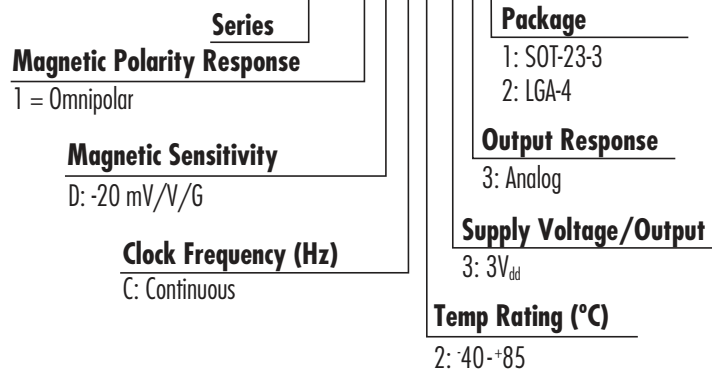 Series
Magnetic Polarity Response
1 = Omnipolar
Magnetic Sensitivity
D: -20 mV/V/G
Clock Frequency (Hz)
C: Continuous
Package
1: SOT-23-3
2: LGA-4
Output Response
3: Analog
Supply Voltage/Output
3: 3Vdd
Temp Rating (°C)
2: -40-+85